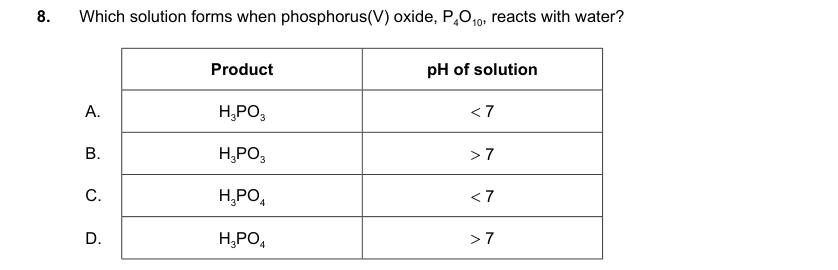 8. Which solution forms when phosphorus(V) oxide, P₄O₁₀, reacts with water?
Product pH of solution
A. H₃PO₃ < 7
B. H₃PO₃ > 7
C. H₃PO₄ < 7
D. H₃PO₄ > 7